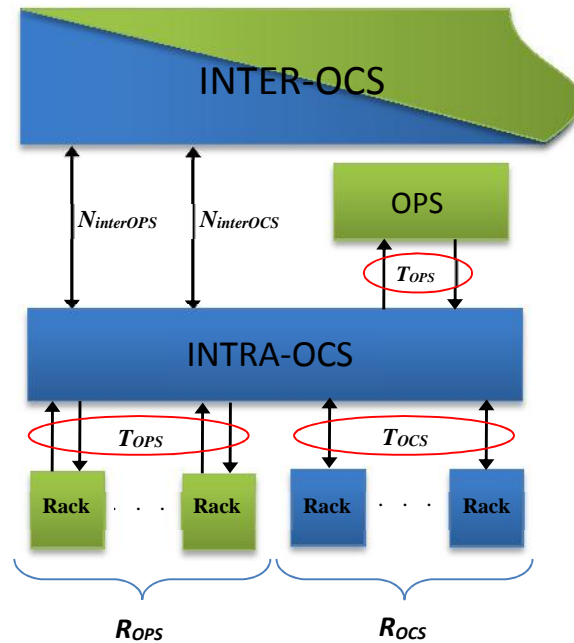 INTER-OCS
NinterOPS
NinterOCS
OPS
TOPS
INTRA-OCS
TOPS
TOCS
Rack . . . Rack
Rack . . . Rack
ROPS
ROCS